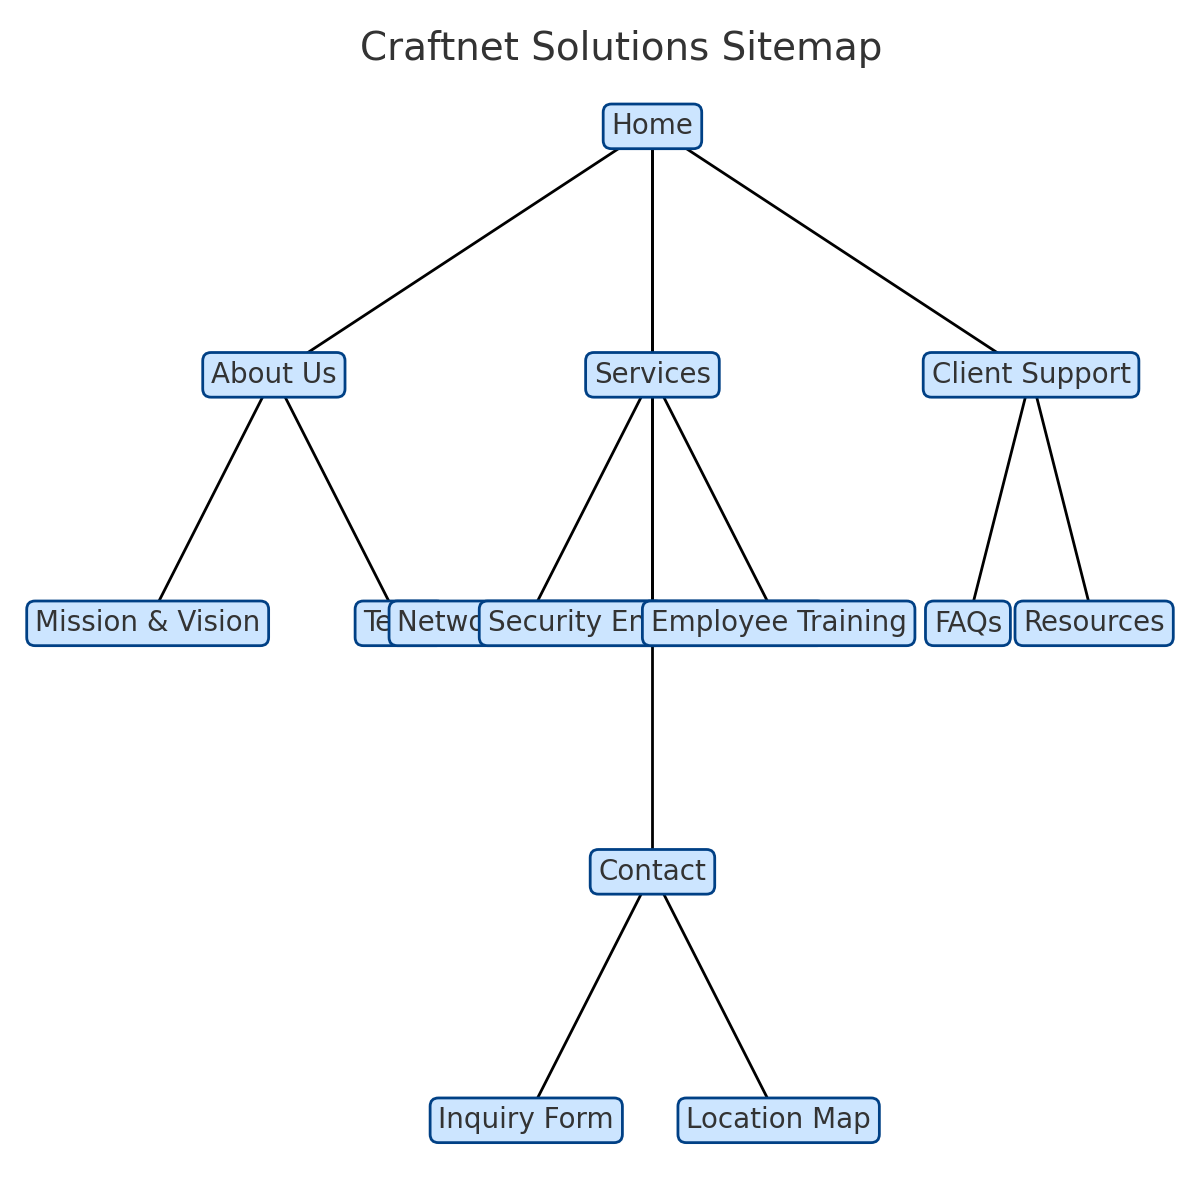 Craftnet Solutions Sitemap
Home
About Us
Services
Client Support
Mission & Vision
Security
Employee Training
FAQs
Resources
Contact
Inquiry Form
Location Map